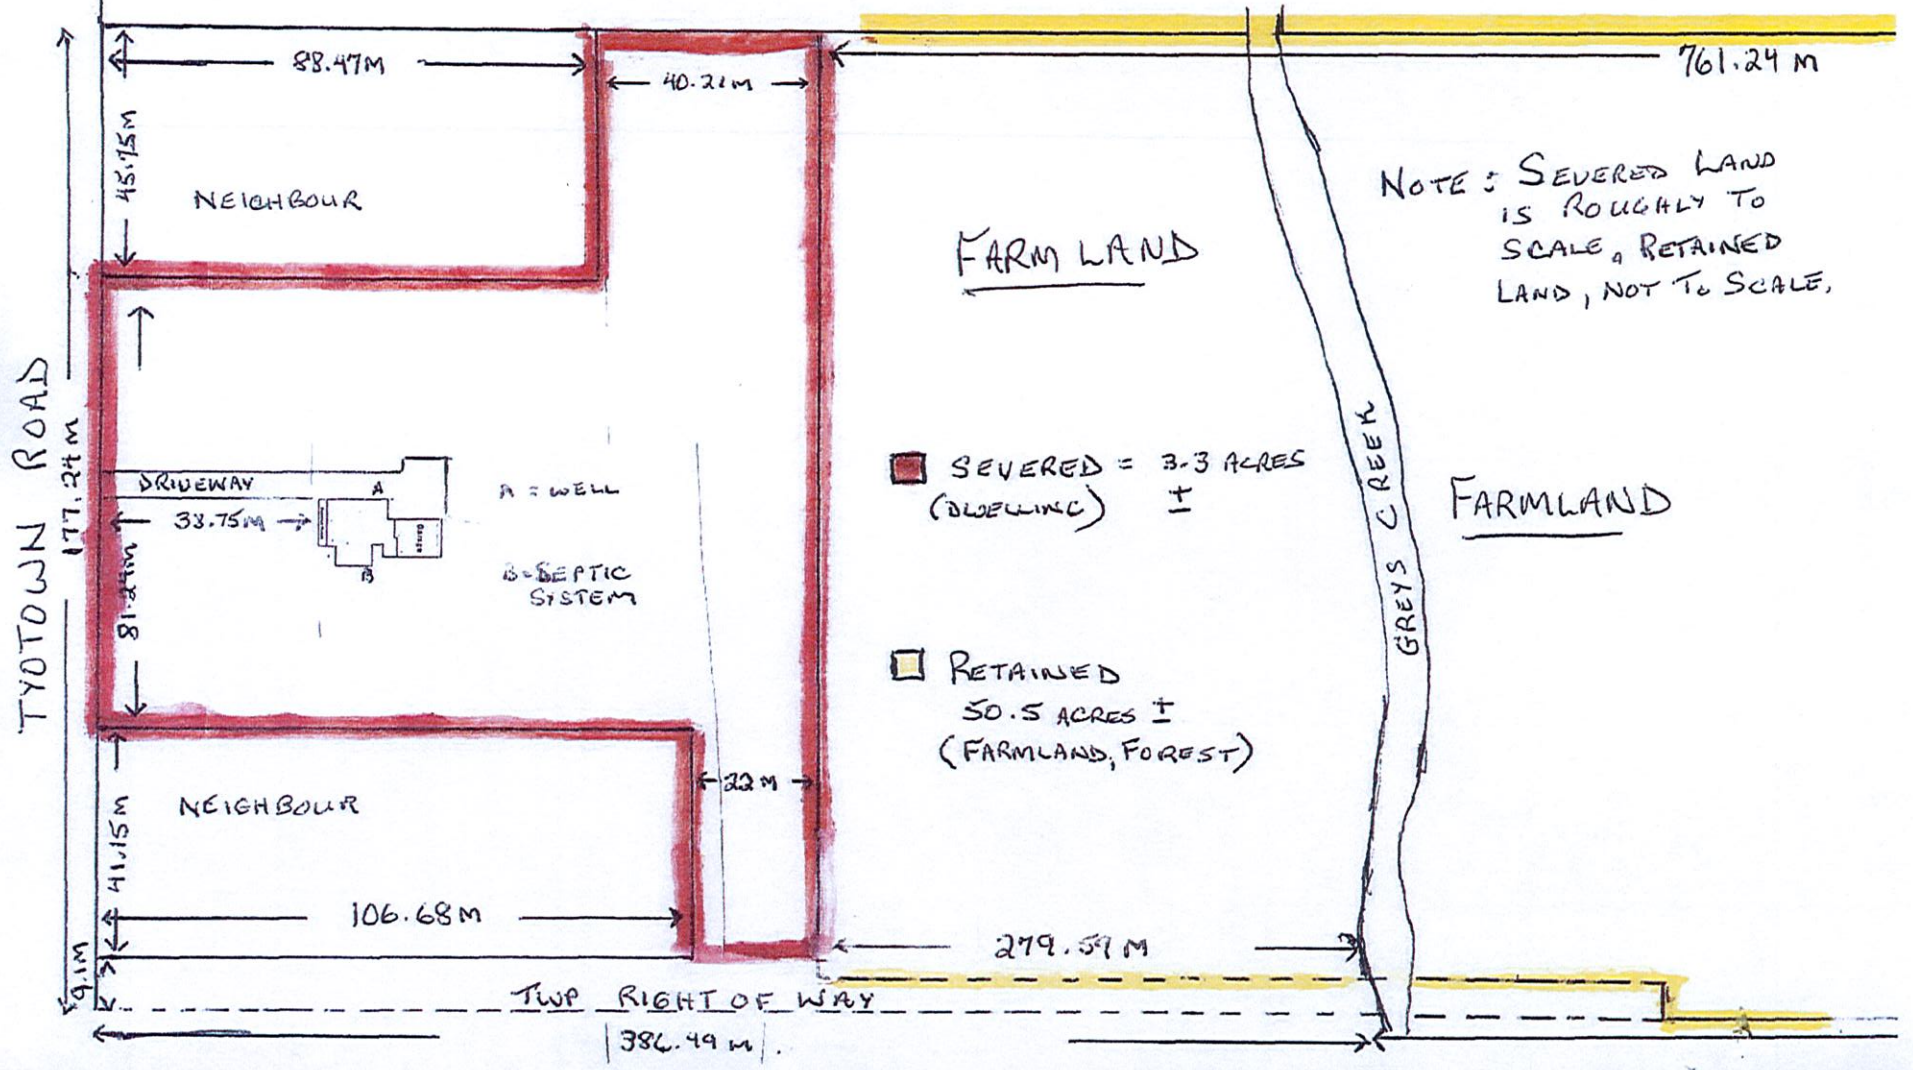 88.47M
40.21M
761.24 M
45.75M
NEIGHBOUR
NOTE : SEVERED LAND
IS ROUGHLY TO
SCALE, RETAINED
LAND, NOT TO SCALE.
FARM LAND
TYOTOWN ROAD
177.24 M
DRIVEWAY
A
33.75M
B
81.24M
A = WELL
B = SEPTIC
SYSTEM
SEVERED = 3.3 ACRES
(DWELLING) ±
RETAINED
50.5 ACRES ±
(FARMLAND, FOREST)
GREYS CREEK
FARMLAND
22 M
NEIGHBOUR
41.15M
106.68M
279.59 M
9.1M
TWP RIGHT OF WAY
386.49 M